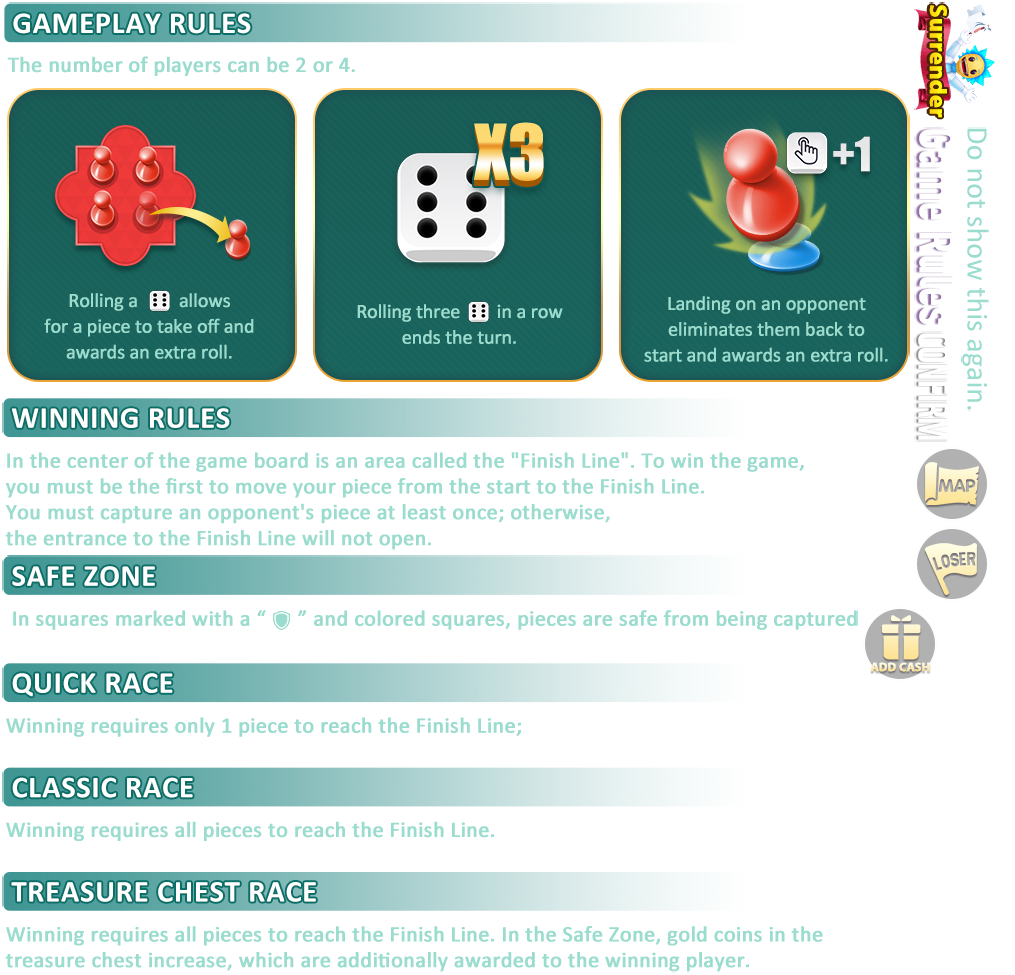 GAMEPLAY RULES
The number of players can be 2 or 4.
Rolling a allows
for a piece to take off and
awards an extra roll.
X3
Rolling three in a row
ends the turn.
+1
Landing on an opponent
eliminates them back to
start and awards an extra roll.
WINNING RULES
In the center of the game board is an area called the "Finish Line". To win the game,
you must be the first to move your piece from the start to the Finish Line.
You must capture an opponent's piece at least once; otherwise,
the entrance to the Finish Line will not open.
SAFE ZONE
In squares marked with a “ ” and colored squares, pieces are safe from being captured
QUICK RACE
Winning requires only 1 piece to reach the Finish Line;
CLASSIC RACE
Winning requires all pieces to reach the Finish Line.
TREASURE CHEST RACE
Winning requires all pieces to reach the Finish Line. In the Safe Zone, gold coins in the
treasure chest increase, which are additionally awarded to the winning player.
Surrender
Game Rules
CONFIRM
Do not show this again.
MAP
LOSER
ADD CASH